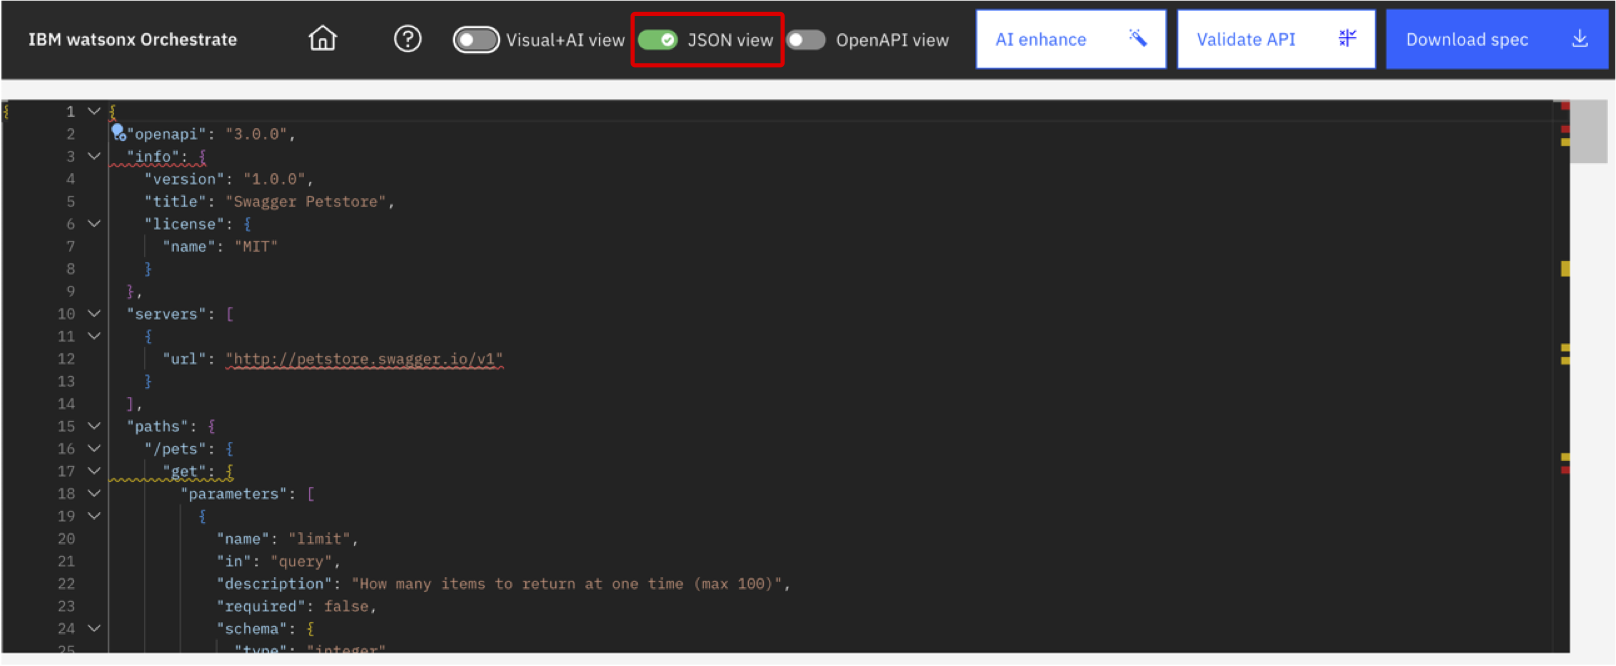 IBM watsonx Orchestrate Visual+AI view JSON view OpenAPI view AI enhance Validate API Download spec
{ 1 {
2 "openapi": "3.0.0",
3 "info": {
4 "version": "1.0.0",
5 "title": "Swagger Petstore",
6 "license": {
7 "name": "MIT"
8 }
9 },
10 "servers": [
11 {
12 "url": "http://petstore.swagger.io/v1"
13 }
14 ],
15 "paths": {
16 "/pets": {
17 "get": {
18 "parameters": [
19 {
20 "name": "limit",
21 "in": "query",
22 "description": "How many items to return at one time (max 100)",
23 "required": false,
24 "schema": {
25 "type": "integer"